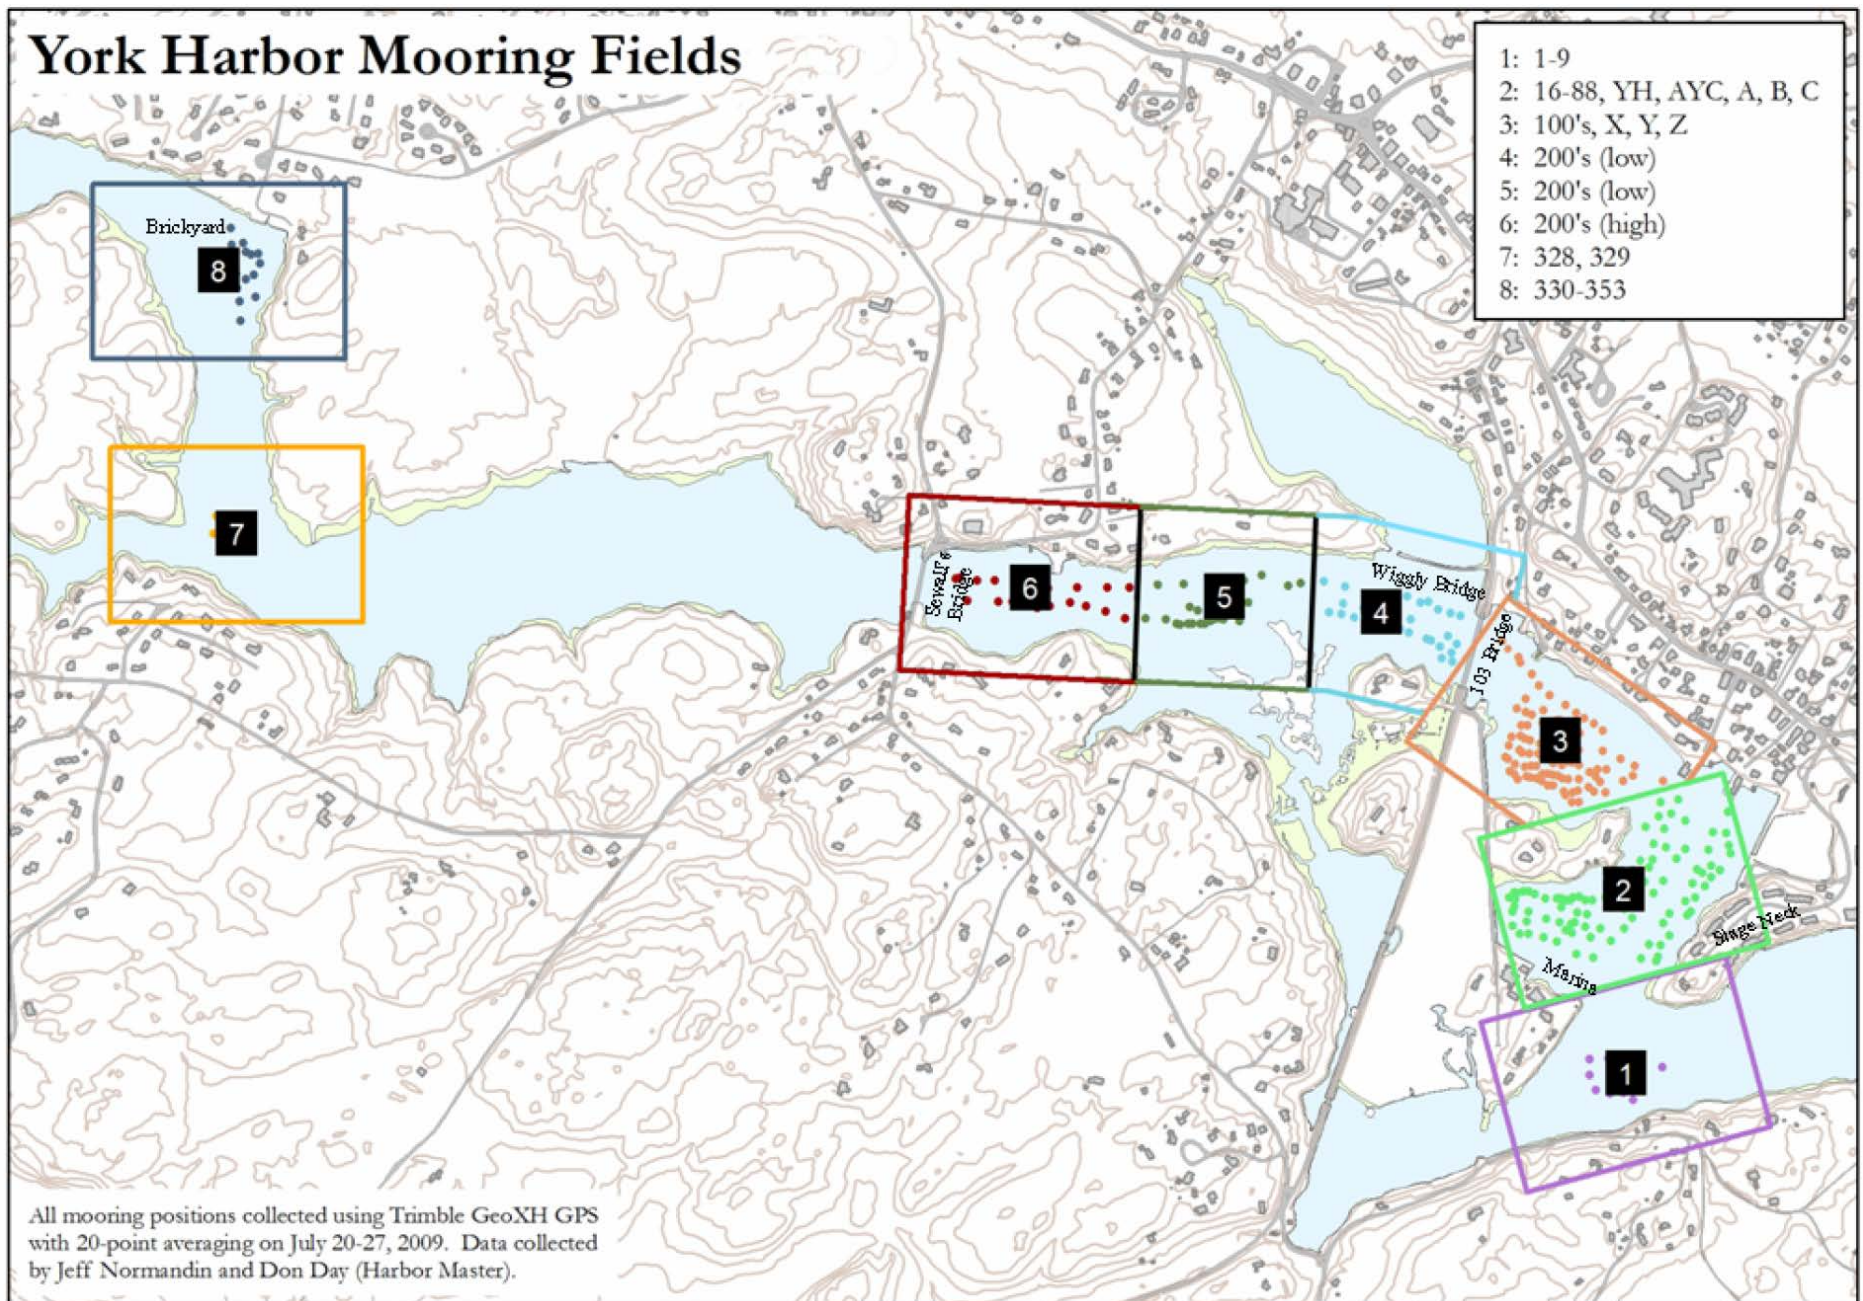 York Harbor Mooring Fields
1: 1-9
2: 16-88, YH, AYC, A, B, C
3: 100's, X, Y, Z
4: 200's (low)
5: 200's (low)
6: 200's (high)
7: 328, 329
8: 330-353
Brickyard
8
7
Sewall's
Bridge
6
5
4
Wiggly Bridge
103 Bridge
3
2
Stage Neck
Marina
1
All mooring positions collected using Trimble GeoXH GPS
with 20-point averaging on July 20-27, 2009. Data collected
by Jeff Normandin and Don Day (Harbor Master).